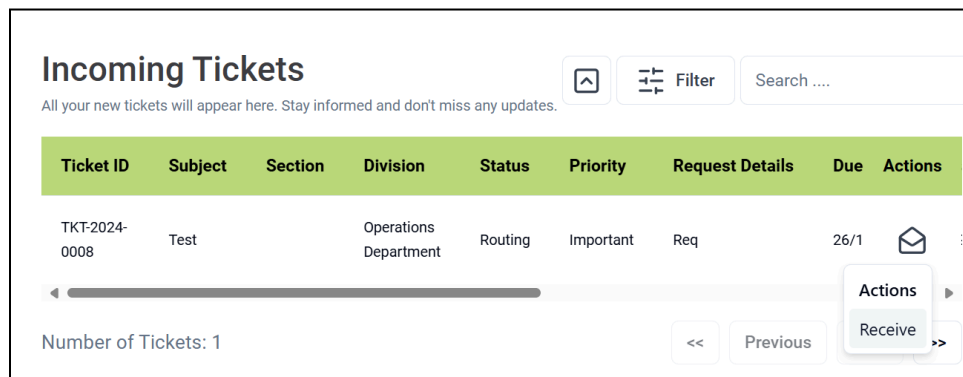 Incoming Tickets
All your new tickets will appear here. Stay informed and don't miss any updates.
Filter
Search ....
Ticket ID Subject Section Division Status Priority Request Details Due Actions
TKT-2024-
0008
Test
Operations
Department
Routing
Important
Req
26/1
Actions
Receive
Number of Tickets: 1
<<
Previous
>>